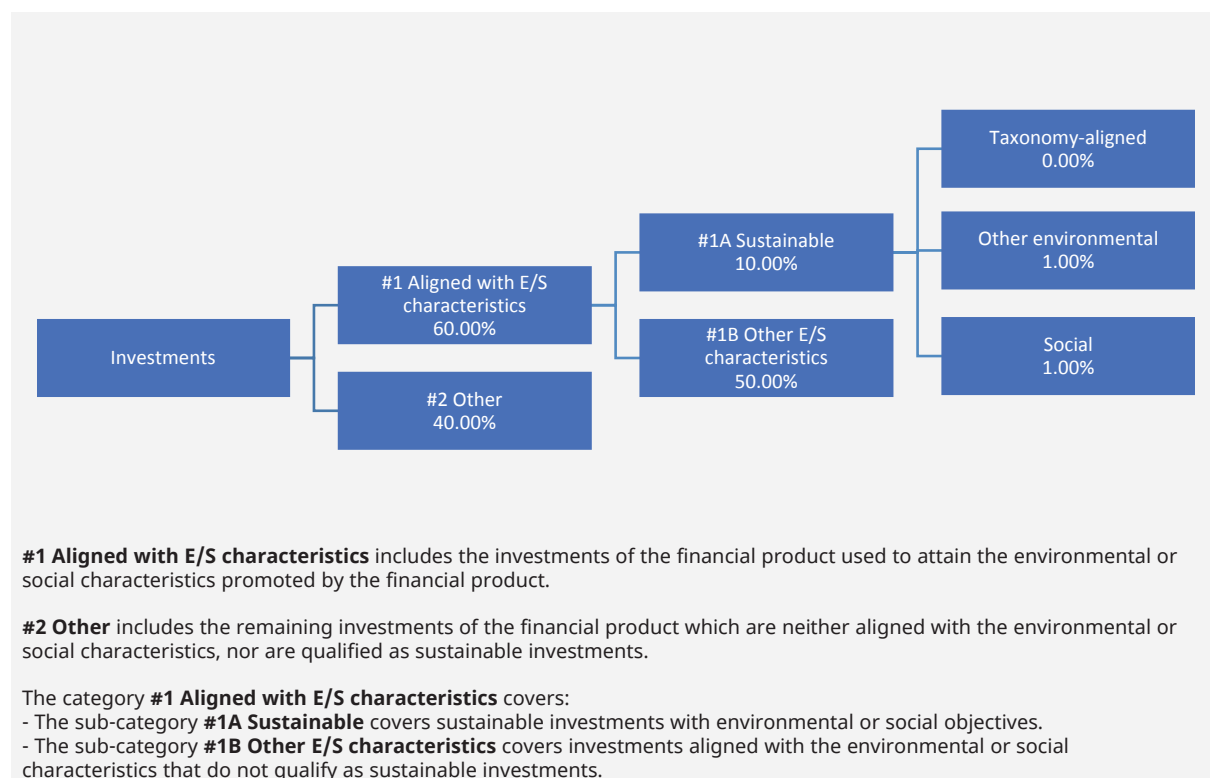 Investments
#1 Aligned with E/S
characteristics
60.00%
#2 Other
40.00%
#1A Sustainable
10.00%
#1B Other E/S
characteristics
50.00%
Taxonomy-aligned
0.00%
Other environmental
1.00%
Social
1.00%
#1 Aligned with E/S characteristics includes the investments of the financial product used to attain the environmental or
social characteristics promoted by the financial product.
#2 Other includes the remaining investments of the financial product which are neither aligned with the environmental or
social characteristics, nor are qualified as sustainable investments.
The category #1 Aligned with E/S characteristics covers:
- The sub-category #1A Sustainable covers sustainable investments with environmental or social objectives.
- The sub-category #1B Other E/S characteristics covers investments aligned with the environmental or social
characteristics that do not qualify as sustainable investments.